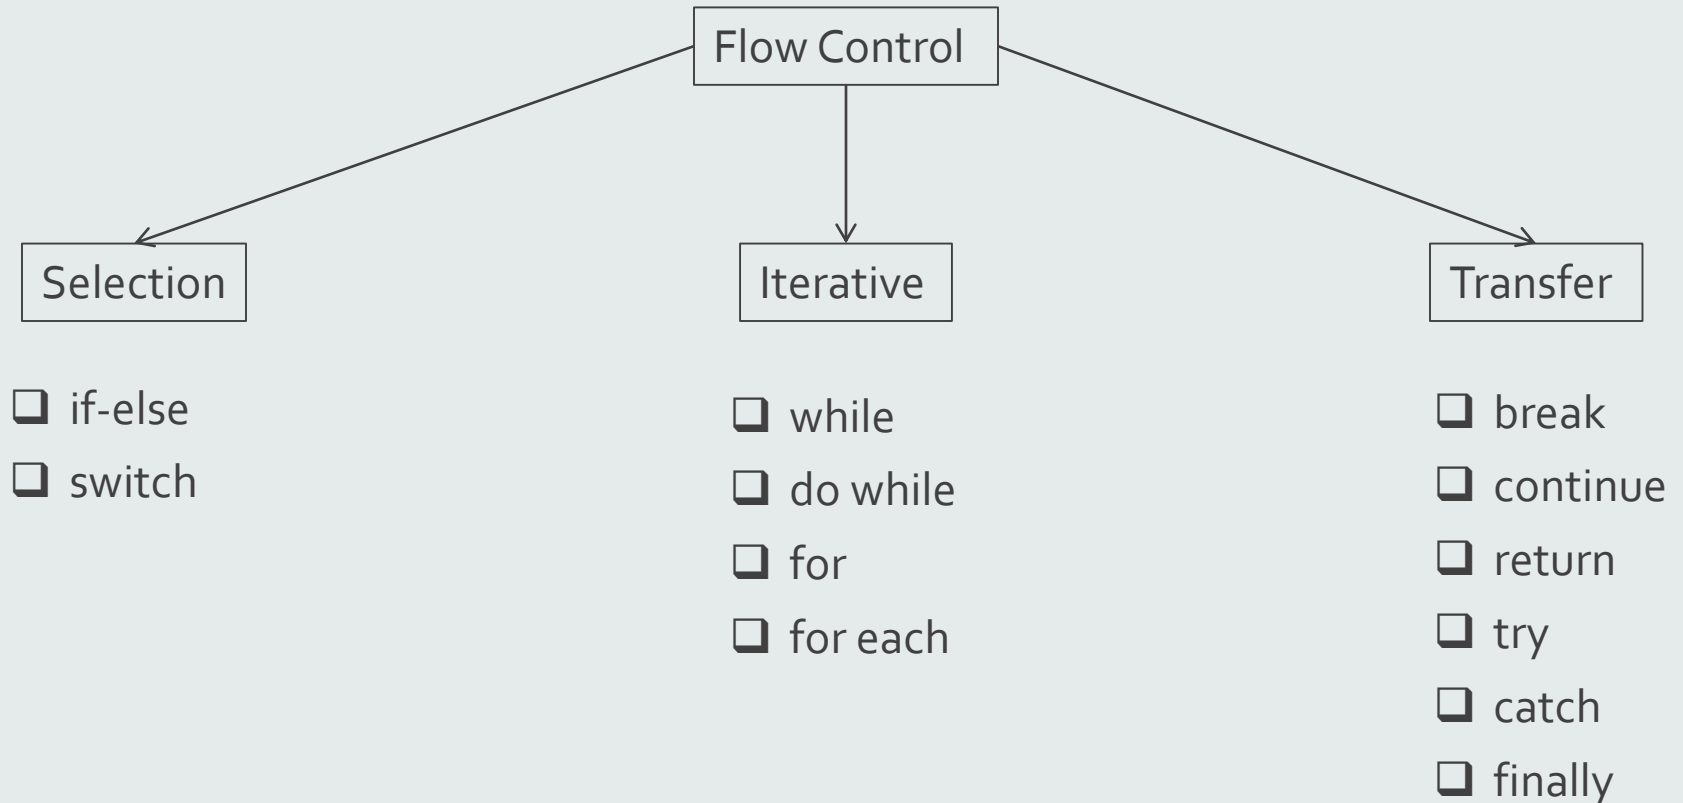 Flow Control
Selection
if-else
switch
Iterative
while
do while
for
for each
Transfer
break
continue
return
try
catch
finally